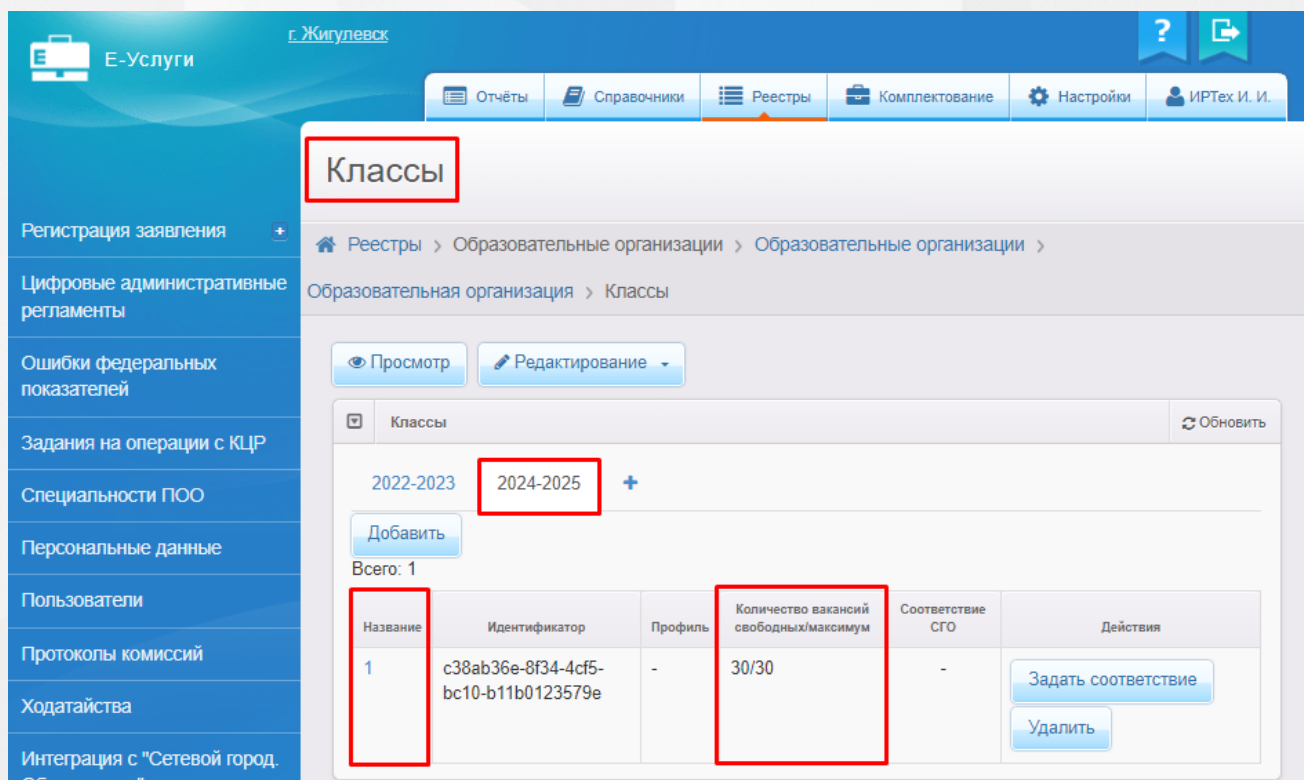 г. Жигулевск
?
Е-Услуги
Отчёты Справочники Реестры Комплектование Настройки ИРТех И. И.
Классы
Регистрация заявления
Цифровые административные
регламенты
Ошибки федеральных
показателей
Задания на операции с КЦР
Специальности ПОО
Персональные данные
Пользователи
Протоколы комиссий
Ходатайства
Интеграция с "Сетевой город.
Реестры > Образовательные организации > Образовательные организации >
Образовательная организация > Классы
Просмотр Редактирование
Классы Обновить
2022-2023 2024-2025 +
Добавить
Всего: 1
Название Идентификатор Профиль Количество вакансий свободных/максимум Соответствие СГО Действия
1 c38ab36e-8f34-4cf5- - 30/30 - Задать соответствие
bc10-b11b0123579e
Удалить